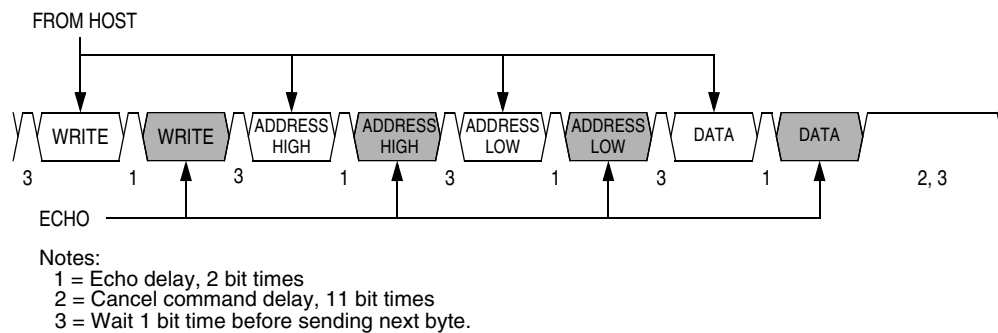 FROM HOST
WRITE WRITE ADDRESS HIGH ADDRESS HIGH ADDRESS LOW ADDRESS LOW DATA DATA
3 1 3 1 3 1 3 1 2, 3
ECHO
Notes:
1 = Echo delay, 2 bit times
2 = Cancel command delay, 11 bit times
3 = Wait 1 bit time before sending next byte.